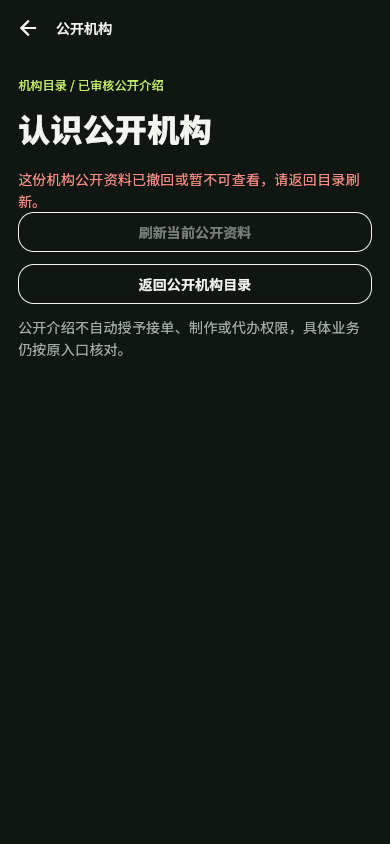 公开机构
机构目录 / 已审核公开介绍
认识公开机构
这份机构公开资料已撤回或暂不可查看，请返回目录刷
新。
刷新当前公开资料
返回公开机构目录
公开介绍不自动授予接单、制作或代办权限，具体业务
仍按原入口核对。